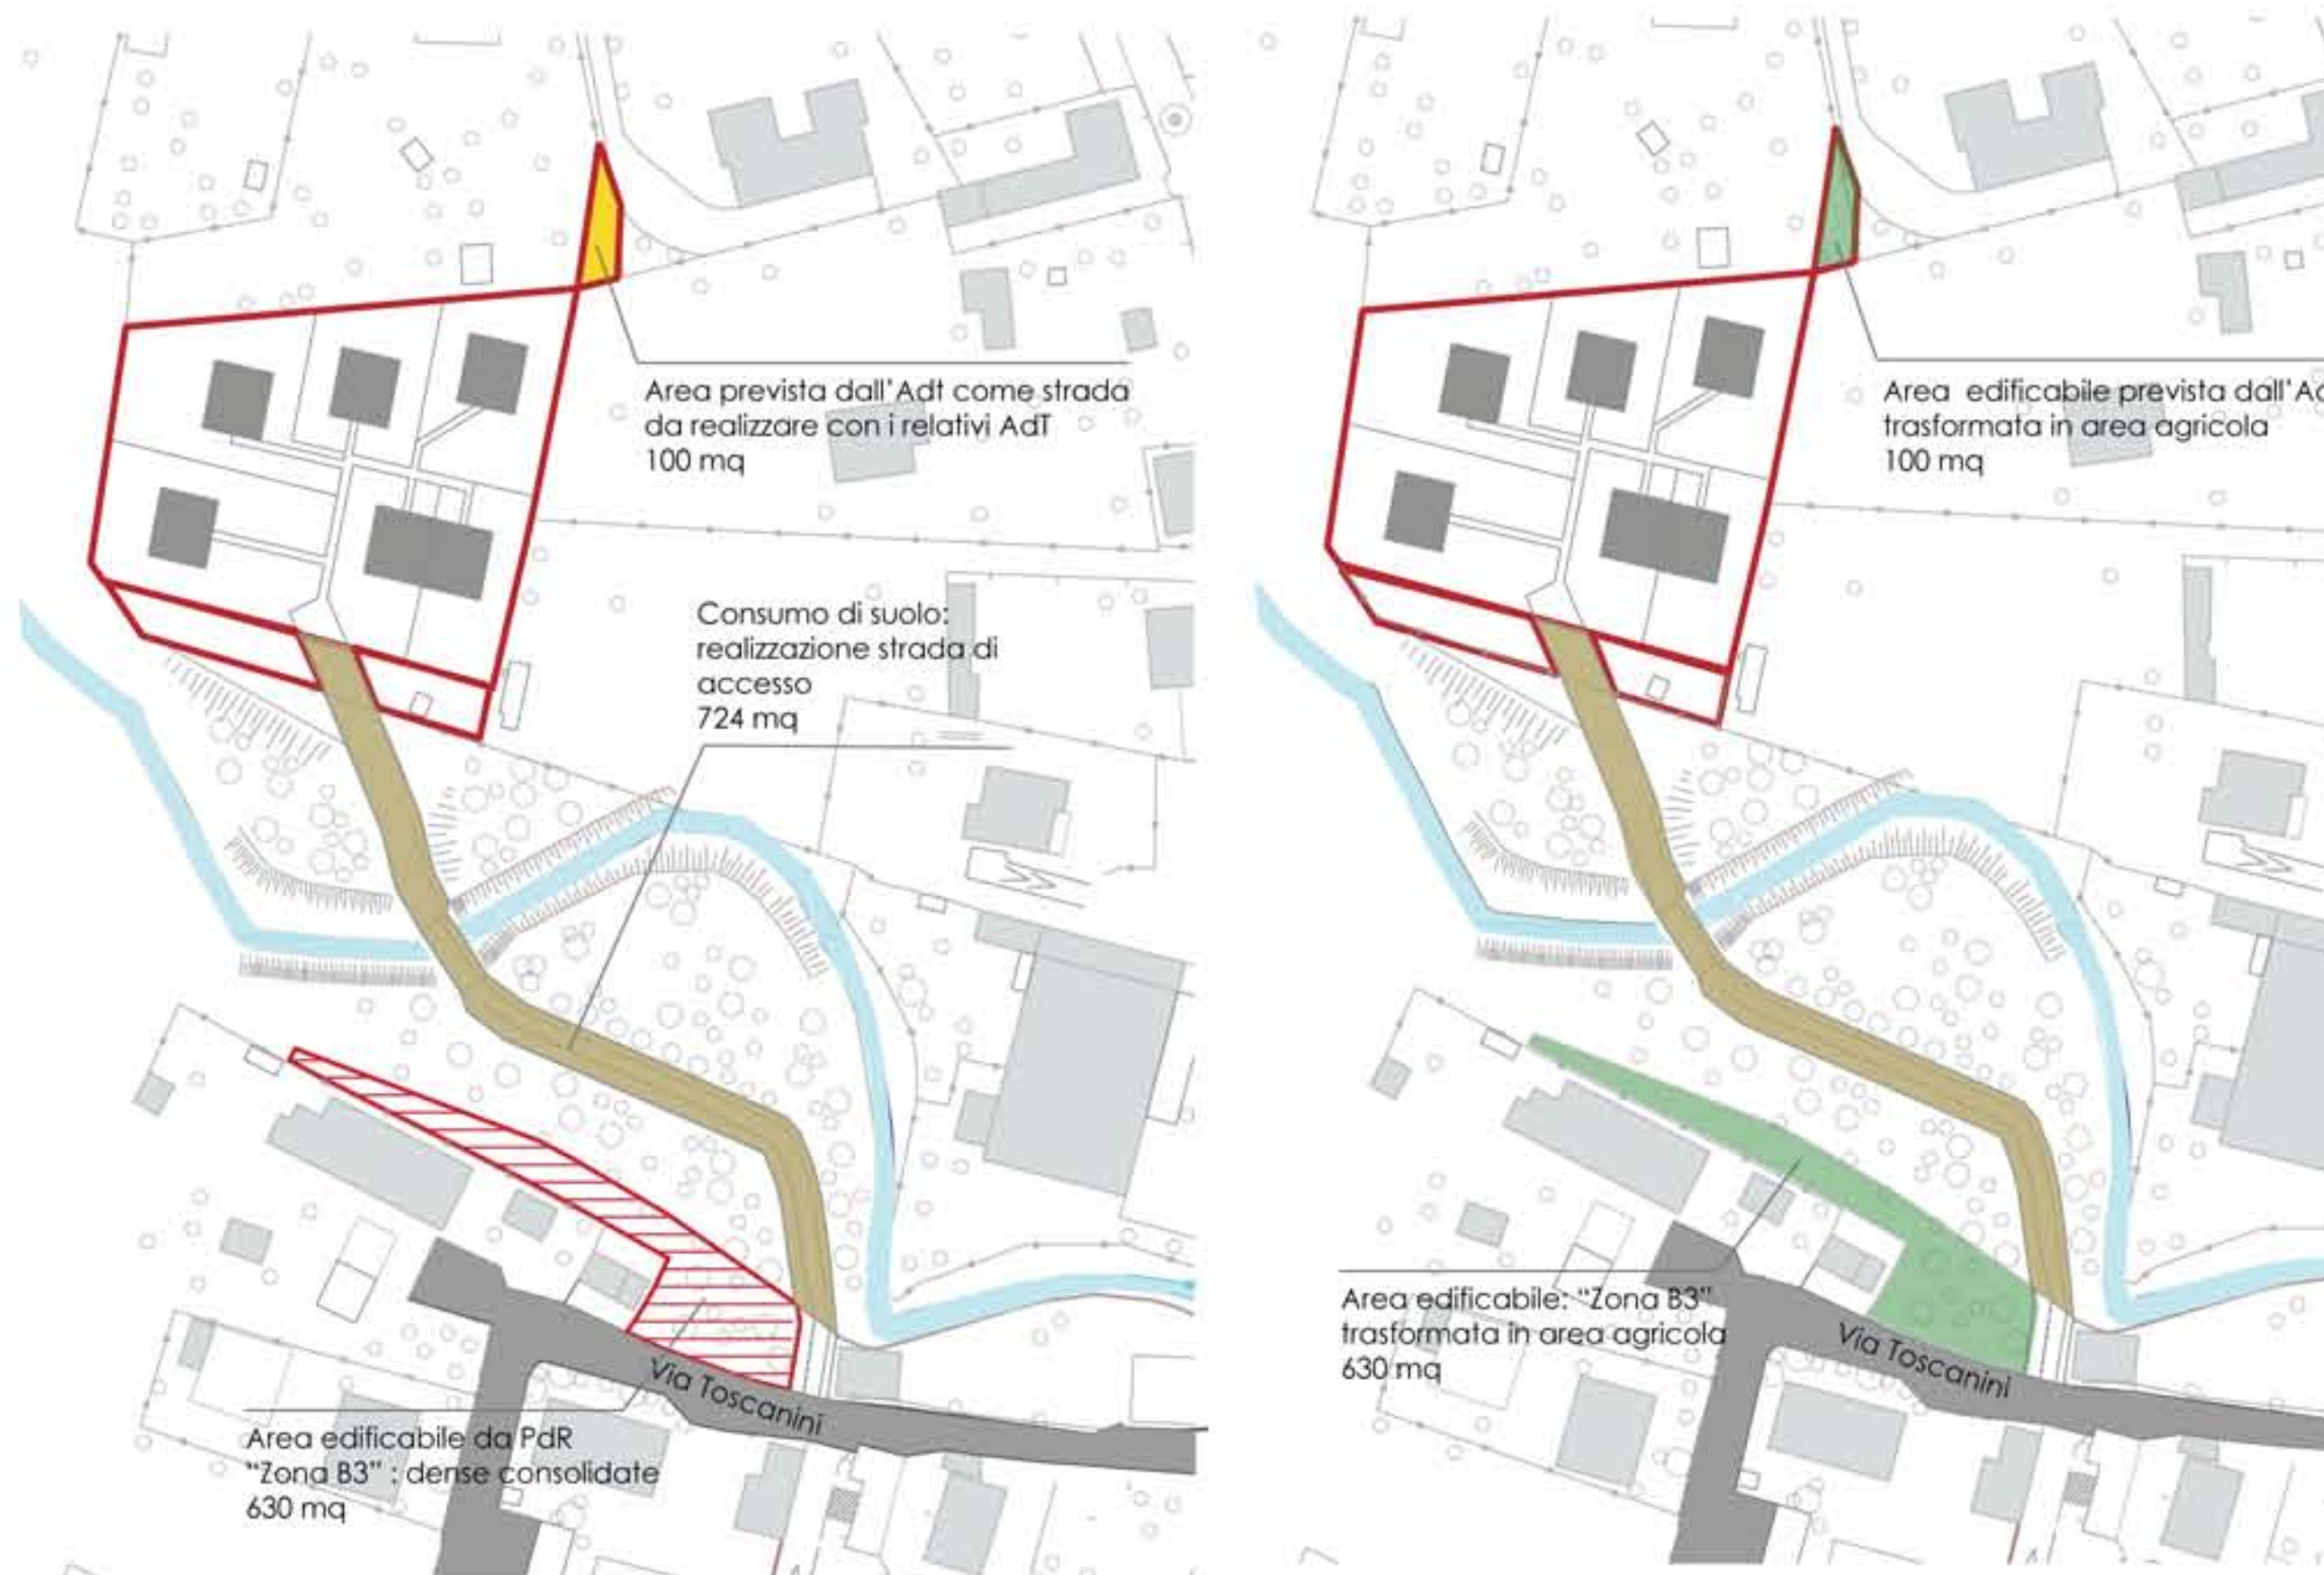 Area prevista dall'Adt come strada
da realizzare con i relativi AdT
100 mq
Consumo di suolo:
realizzazione strada di
accesso
724 mq
Via Toscanini
Area edificabile da PdR
"Zona B3" : dense consolidate
630 mq
Area edificabile prevista dall'Ad
trasformata in area agricola
100 mq
Area edificabile: "Zona B3"
trasformata in area agricola
630 mq
Via Toscanini